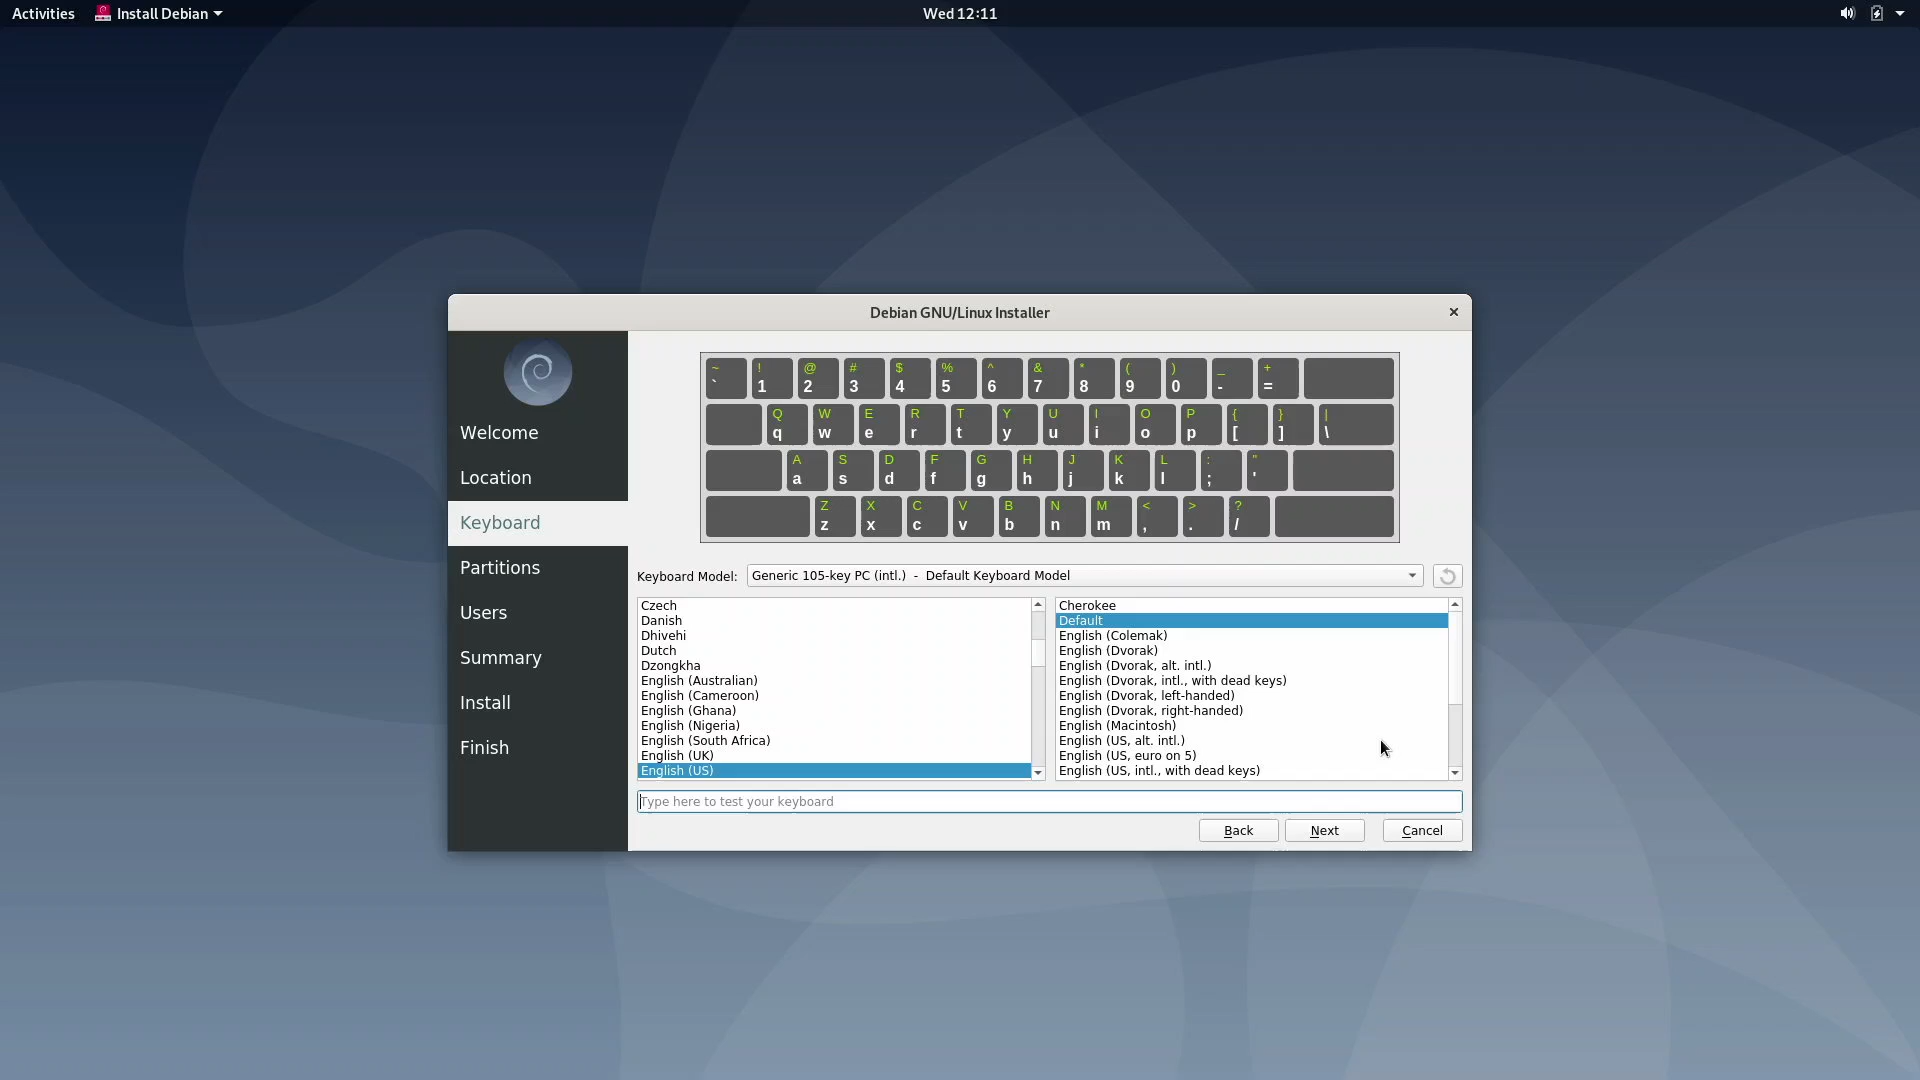 Activities Install Debian Wed 12:11
Debian GNU/Linux Installer
Welcome
Location
Keyboard
Partitions
Users
Summary
Install
Finish
~ ! @ # $ % ^ & * ( ) _ +
` 1 2 3 4 5 6 7 8 9 0 - =
Q W E R T Y U I O P { } |
q w e r t y u i o p [ ] \
A S D F G H J K L : "
a s d f g h j k l ; '
Z X C V B N M < > ?
z x c v b n m , . /
Keyboard Model: Generic 105-key PC (intl.) - Default Keyboard Model
Czech
Danish
Dhivehi
Dutch
Dzongkha
English (Australian)
English (Cameroon)
English (Ghana)
English (Nigeria)
English (South Africa)
English (UK)
English (US)
Cherokee
Default
English (Colemak)
English (Dvorak)
English (Dvorak, alt. intl.)
English (Dvorak, intl., with dead keys)
English (Dvorak, left-handed)
English (Dvorak, right-handed)
English (Macintosh)
English (US, alt. intl.)
English (US, euro on 5)
English (US, intl., with dead keys)
Type here to test your keyboard
Back Next Cancel